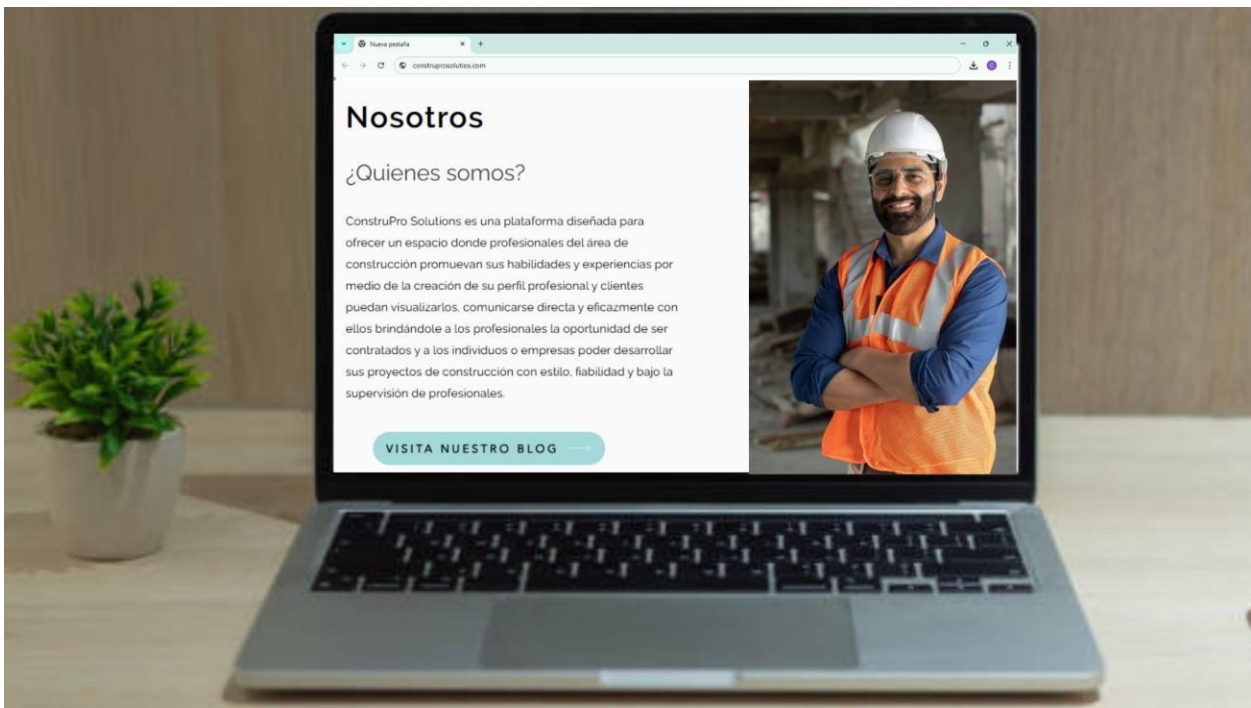 Nueva pestaña
construprosolutios.com
Nosotros
¿Quienes somos?
ConstruPro Solutions es una plataforma diseñada para
ofrecer un espacio donde profesionales del área de
construcción promuevan sus habilidades y experiencias por
medio de la creación de su perfil profesional y clientes
puedan visualizarlos, comunicarse directa y eficazmente con
ellos brindándole a los profesionales la oportunidad de ser
contratados y a los individuos o empresas poder desarrollar
sus proyectos de construcción con estilo, fiabilidad y bajo la
supervisión de profesionales.
VISITA NUESTRO BLOG